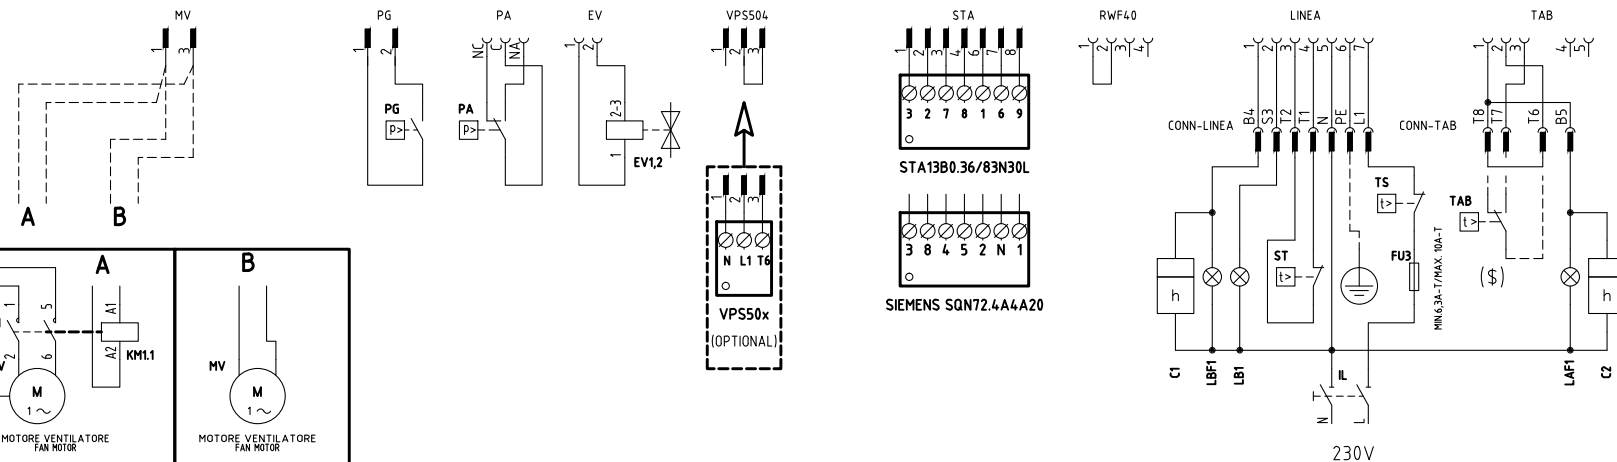 MV
PG
PA
EV
VPS504
STA
RWF40
LINEA
TAB
1 3
1 2
NC C NA
1 2
1 2 3
1 2 3 4 6 7 8
1 2 3 4
1 2 3 T1 5 6 7
1 2 3 4 5
PG
P>
PA
P>
2-3
1
EV1,2
3 2 7 8 1 6 9
STA13B0.36/83N30L
CONN-LINEA
B4 S3 T2 T1 N PE L1
CONN-TAB
T8 T7 T6 B5
1 2 3
N L1 T6
VPS50x
(OPTIONAL)
3 8 4 5 2 N 1
SIEMENS SQN72.4A4A20
TS
t>
TAB
t>
ST
t>
FU3
MIN.6,3A-T/MAX. 10A-T
($)
h
h
C1
LBF1
LB1
IL
LAF1
C2
N L
230V
A
B
A
B
1 5
2 6
A1
A2
KM1.1
V
M
1
MOTORE VENTILATORE
FAN MOTOR
MV
M
1
MOTORE VENTILATORE
FAN MOTOR